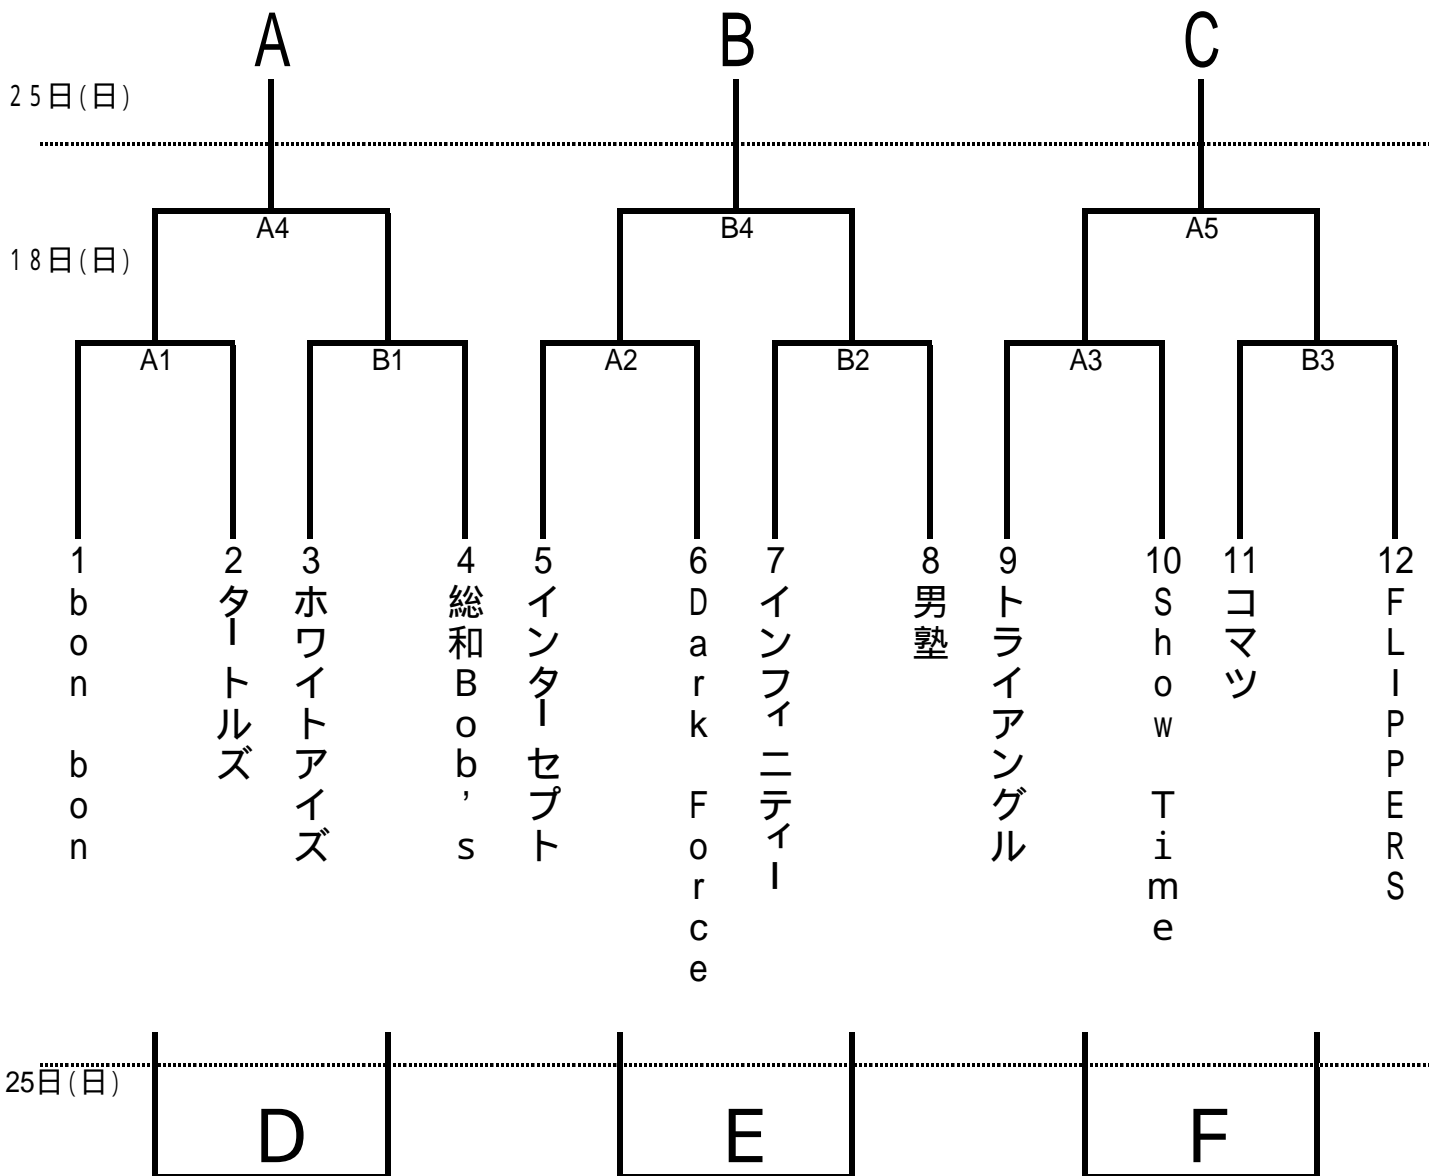 A
B
C
25日(日)
A4
B4
A5
18日(日)
A1
B1
A2
B2
A3
B3
1 bon bon
2 タートルズ
3 ホワイトアイズ
4 総和Bob’s
5 インターセプト
6 Dark Force
7 インフィニティー
8 男塾
9 トライアングル
10 Show Time
11 コマツ
12 FLIPPERS
25日(日)
D
E
F